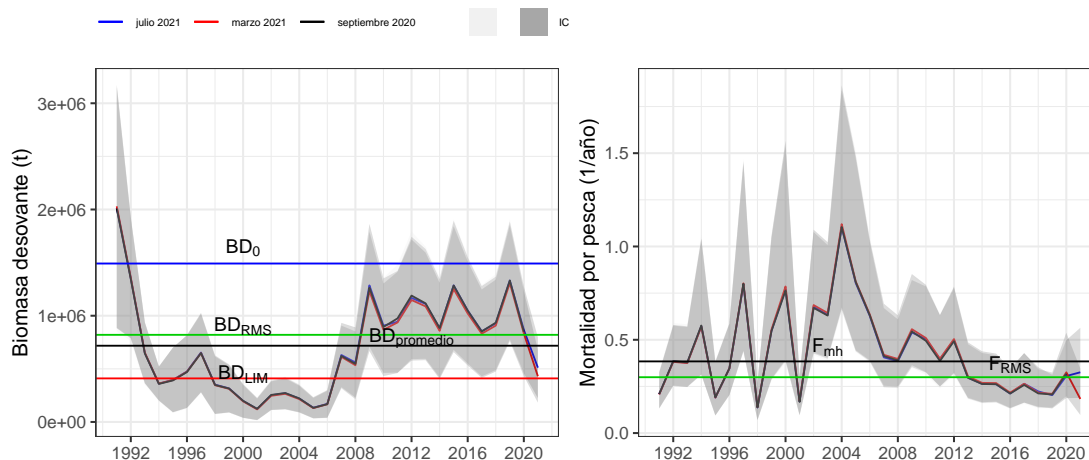 julio 2021 marzo 2021 septiembre 2020 IC
Biomasa desovante (t)
3e+06
2e+06
1e+06
0e+00
BD0
BDRMS
BDpromedio
BDLIM
1992 1996 2000 2004 2008 2012 2016 2020
Mortalidad por pesca (1/año)
1.5
1.0
0.5
0.0
Fmh
FRMS
1992 1996 2000 2004 2008 2012 2016 2020